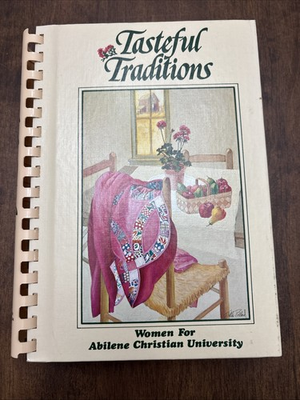 Tasteful
Traditions
Women For
Abilene Christian University